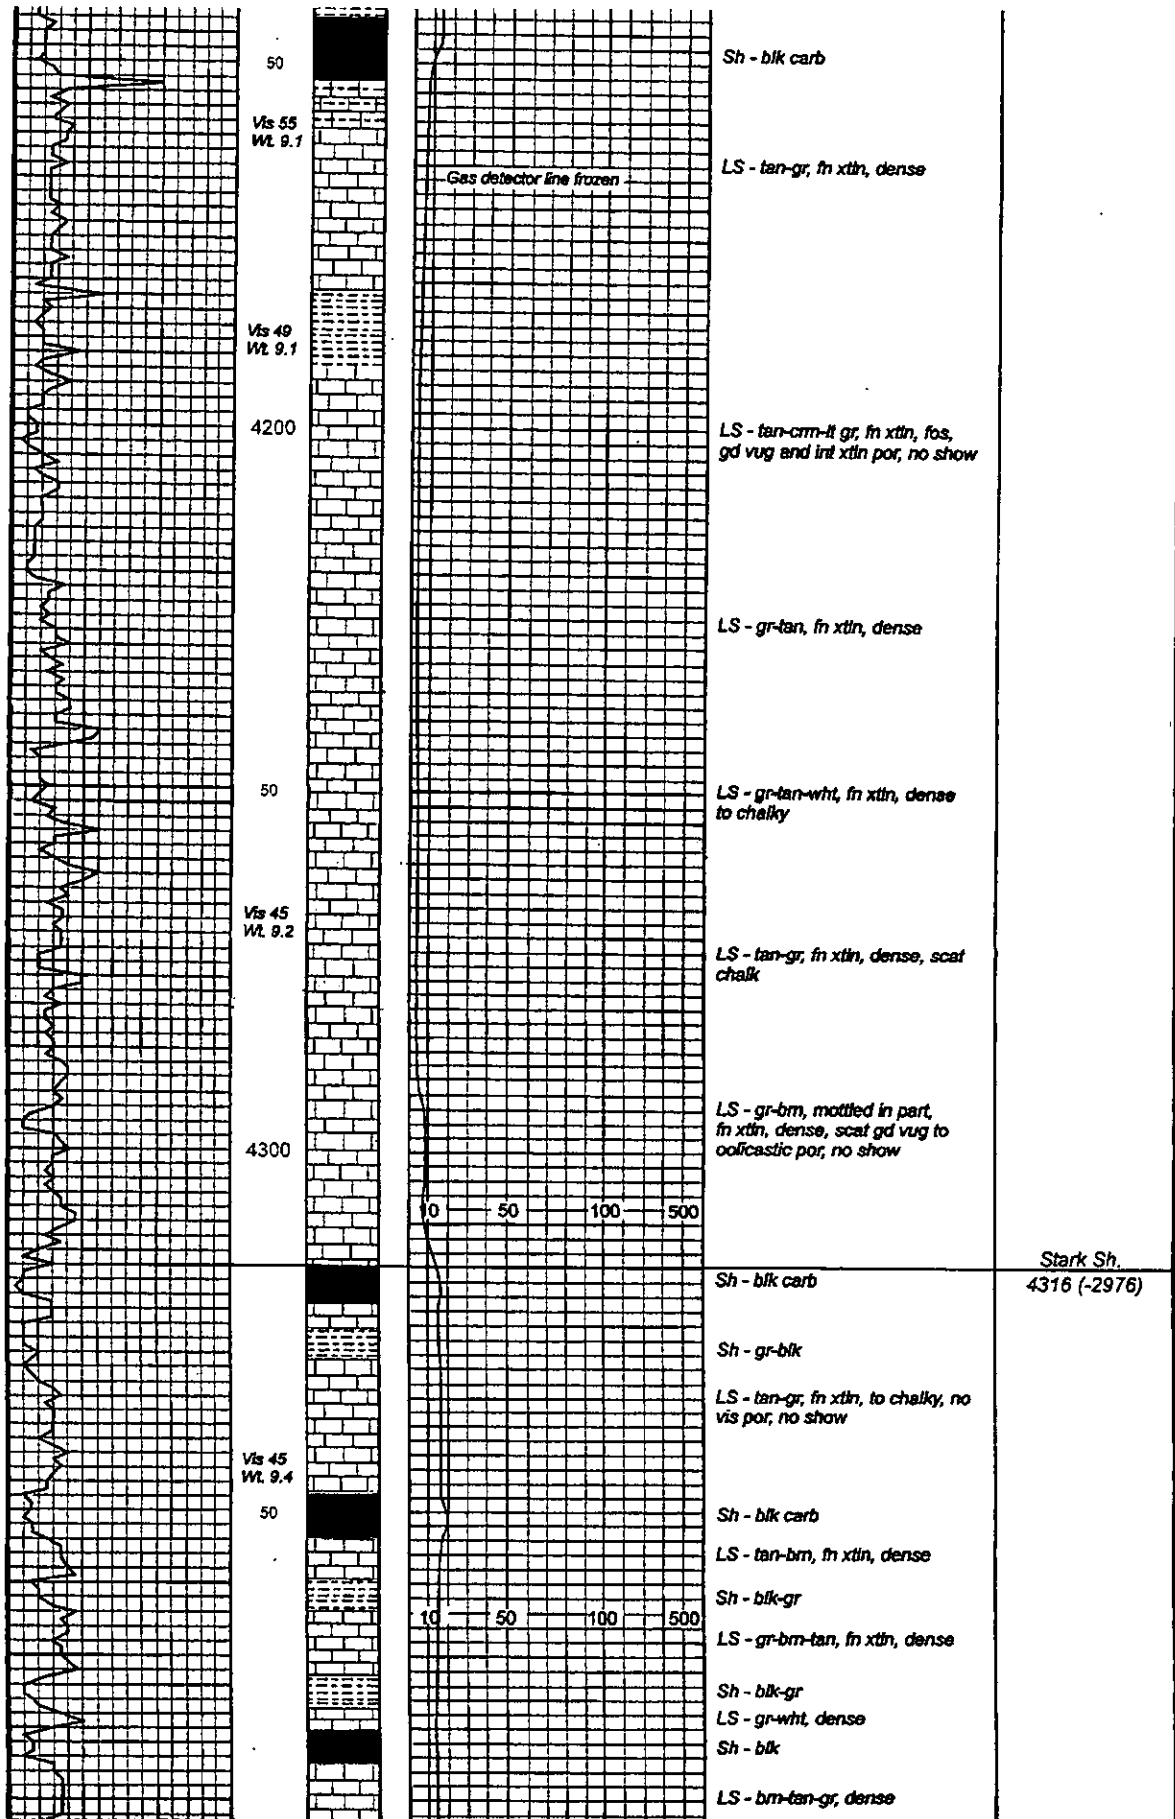 50
Sh - blk carb
Vis 55
Wt. 9.1
LS - tan-gr, fn xtln, dense
Gas detector line frozen
Vis 49
Wt. 9.1
4200
LS - tan-crm-lt gr, fn xtln, fos,
gd vug and int xtln por, no show
LS - gr-tan, fn xtln, dense
50
LS - gr-tan-wht, fn xtln, dense
to chalky
Vis 45
Wt. 9.2
LS - tan-gr, fn xtln, dense, scat
chalk
LS - gr-brn, mottled in part,
fn xtln, dense, scat gd vug to
oolicastic por, no show
4300
10 50 100 500
Stark Sh.
4316 (-2976)
Sh - blk carb
Sh - gr-blk
LS - tan-gr, fn xtln, to chalky, no
vis por, no show
Vis 45
Wt. 9.4
50
Sh - blk carb
LS - tan-brn, fn xtln, dense
Sh - blk-gr
10 50 100 500
LS - gr-brn-tan, fn xtln, dense
Sh - blk-gr
LS - gr-wht, dense
Sh - blk
LS - brn-tan-gr, dense